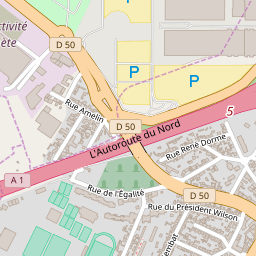 ctivité
ète
D 50
P
P
Rue Amelin
D 50
5
L'Autoroute du Nord
Rue René Dorme
A 1
Rue de l'Égalité
D 50
Rue du Président Wilson